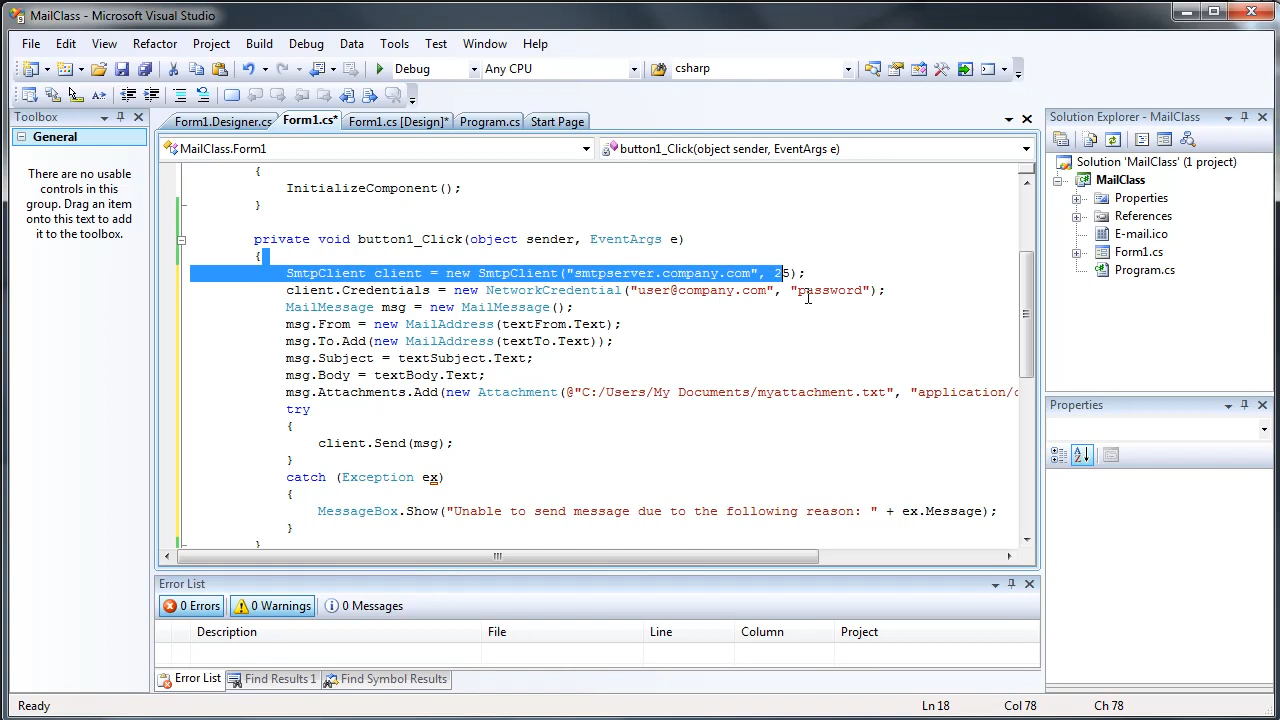 MailClass - Microsoft Visual Studio
File Edit View Refactor Project Build Debug Data Tools Test Window Help
Debug Any CPU csharp
Toolbox
General
There are no usable
controls in this
group. Drag an item
onto this text to add
it to the toolbox.
Form1.Designer.cs Form1.cs* Form1.cs [Design]* Program.cs Start Page
MailClass.Form1 button1_Click(object sender, EventArgs e)
{
InitializeComponent();
}
private void button1_Click(object sender, EventArgs e)
{
SmtpClient client = new SmtpClient("smtpserver.company.com", 25);
client.Credentials = new NetworkCredential("user@company.com", "password");
MailMessage msg = new MailMessage();
msg.From = new MailAddress(textFrom.Text);
msg.To.Add(new MailAddress(textTo.Text));
msg.Subject = textSubject.Text;
msg.Body = textBody.Text;
msg.Attachments.Add(new Attachment(@"C:/Users/My Documents/myattachment.txt", "application/
try
{
client.Send(msg);
}
catch (Exception ex)
{
MessageBox.Show("Unable to send message due to the following reason: " + ex.Message);
}
}
Solution Explorer - MailClass
Solution 'MailClass' (1 project)
MailClass
Properties
References
E-mail.ico
Form1.cs
Program.cs
Properties
Error List
0 Errors 0 Warnings 0 Messages
Description File Line Column Project
Error List Find Results 1 Find Symbol Results
Ready Ln 18 Col 78 Ch 78